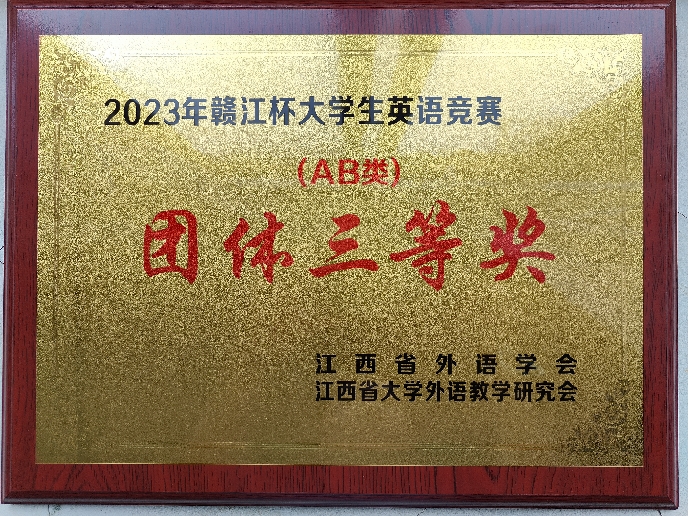 2023年赣江杯大学生英语竞赛
(AB类)
团体三等奖
江西省外语学会
江西省大学外语教学研究会